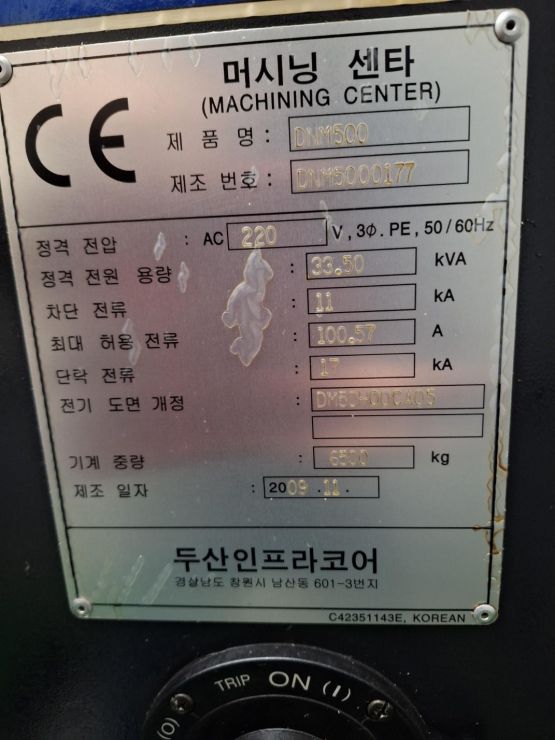 머시닝 센타
(MACHINING CENTER)
CE
제 품 명 : DNM500
제조 번호 : DNM5000177
정격 전압 : AC 220 V , 3Φ . PE , 50 / 60Hz
정격 전원 용량 : 33.50 kVA
차단 전류 : 11 kA
최대 허용 전류 : 100.57 A
단락 전류 : 17 kA
전기 도면 개정 :
기계 중량 : 6500 kg
제조 일자 : 2009 .11.
두산인프라코어
경상남도 창원시 남산동 601-3번지
C42351143E, KOREAN
TRIP ON (I)
(O)